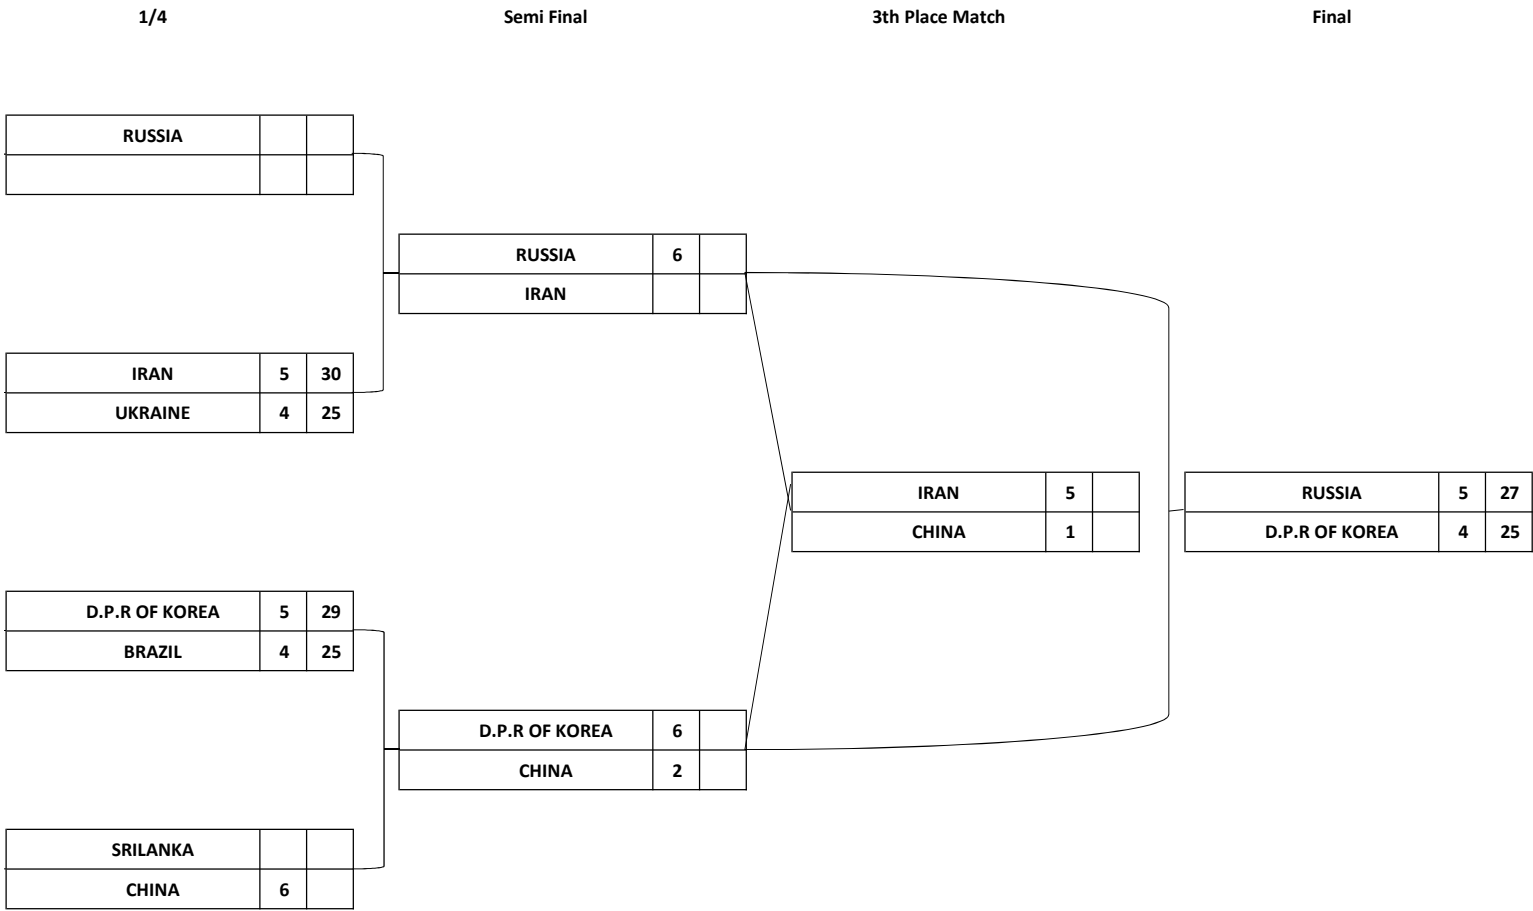 1/4 Semi Final 3th Place Match Final
RUSSIA
RUSSIA 6
IRAN
IRAN 5 30
UKRAINE 4 25
IRAN 5
CHINA 1
RUSSIA 5 27
D.P.R OF KOREA 4 25
D.P.R OF KOREA 5 29
BRAZIL 4 25
D.P.R OF KOREA 6
CHINA 2
SRILANKA
CHINA 6